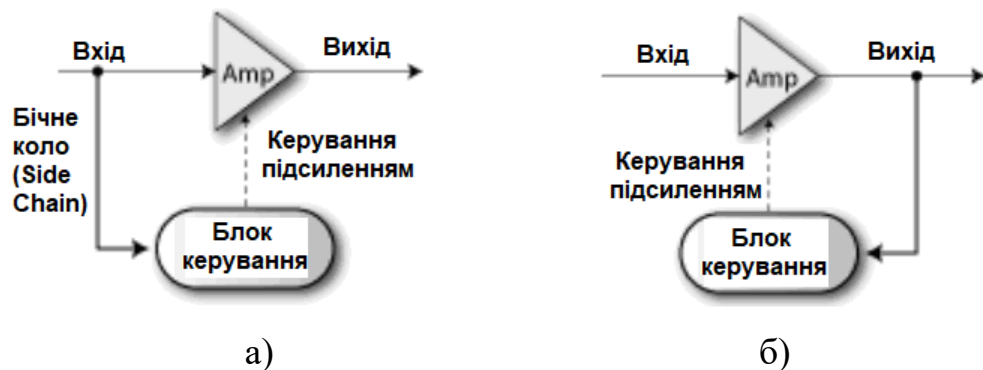 Вхід
Amp
Вихід
Бічне
коло
(Side
Chain)
Керування
підсиленням
Блок
керування
а)
Вхід
Amp
Вихід
Керування
підсиленням
Блок
керування
б)